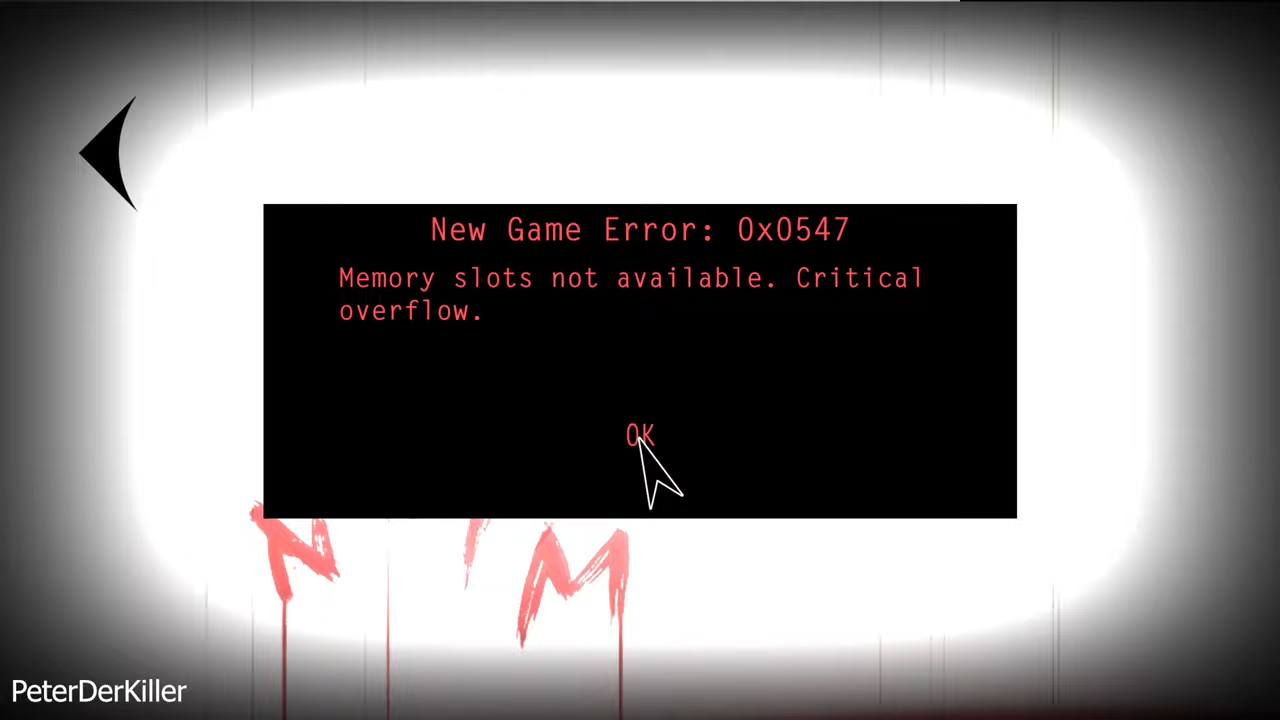 New Game Error: 0x0547
Memory slots not available. Critical
overflow.
OK
PeterDerKiller